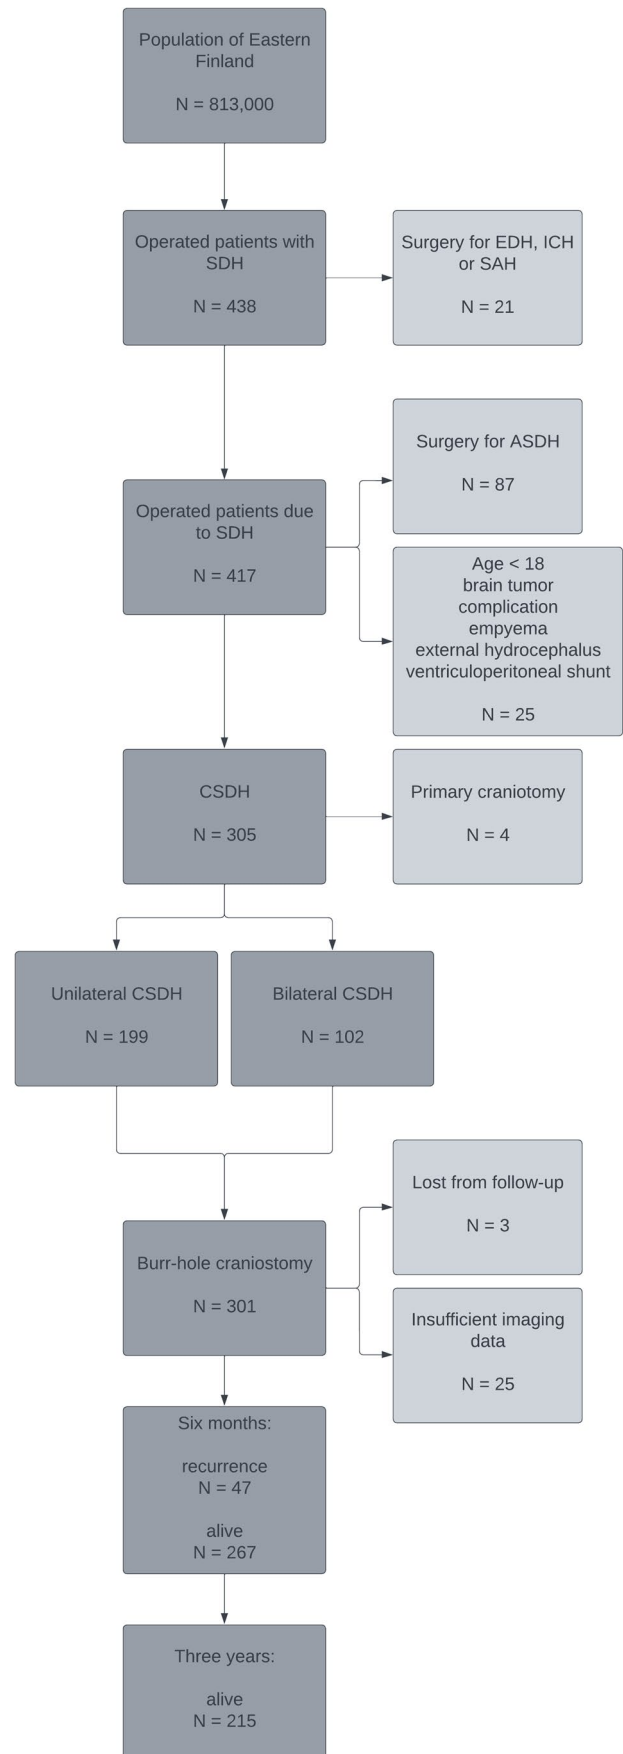 Population of Eastern
Finland
N = 813,000
Operated patients with
SDH
N = 438
Surgery for EDH, ICH
or SAH
N = 21
Surgery for ASDH
N = 87
Operated patients due
to SDH
N = 417
Age < 18
brain tumor
complication
empyema
external hydrocephalus
ventriculoperitoneal shunt
N = 25
CSDH
N = 305
Primary craniotomy
N = 4
Unilateral CSDH
N = 199
Bilateral CSDH
N = 102
Lost from follow-up
N = 3
Burr-hole craniostomy
N = 301
Insufficient imaging
data
N = 25
Six months:
recurrence
N = 47
alive
N = 267
Three years:
alive
N = 215